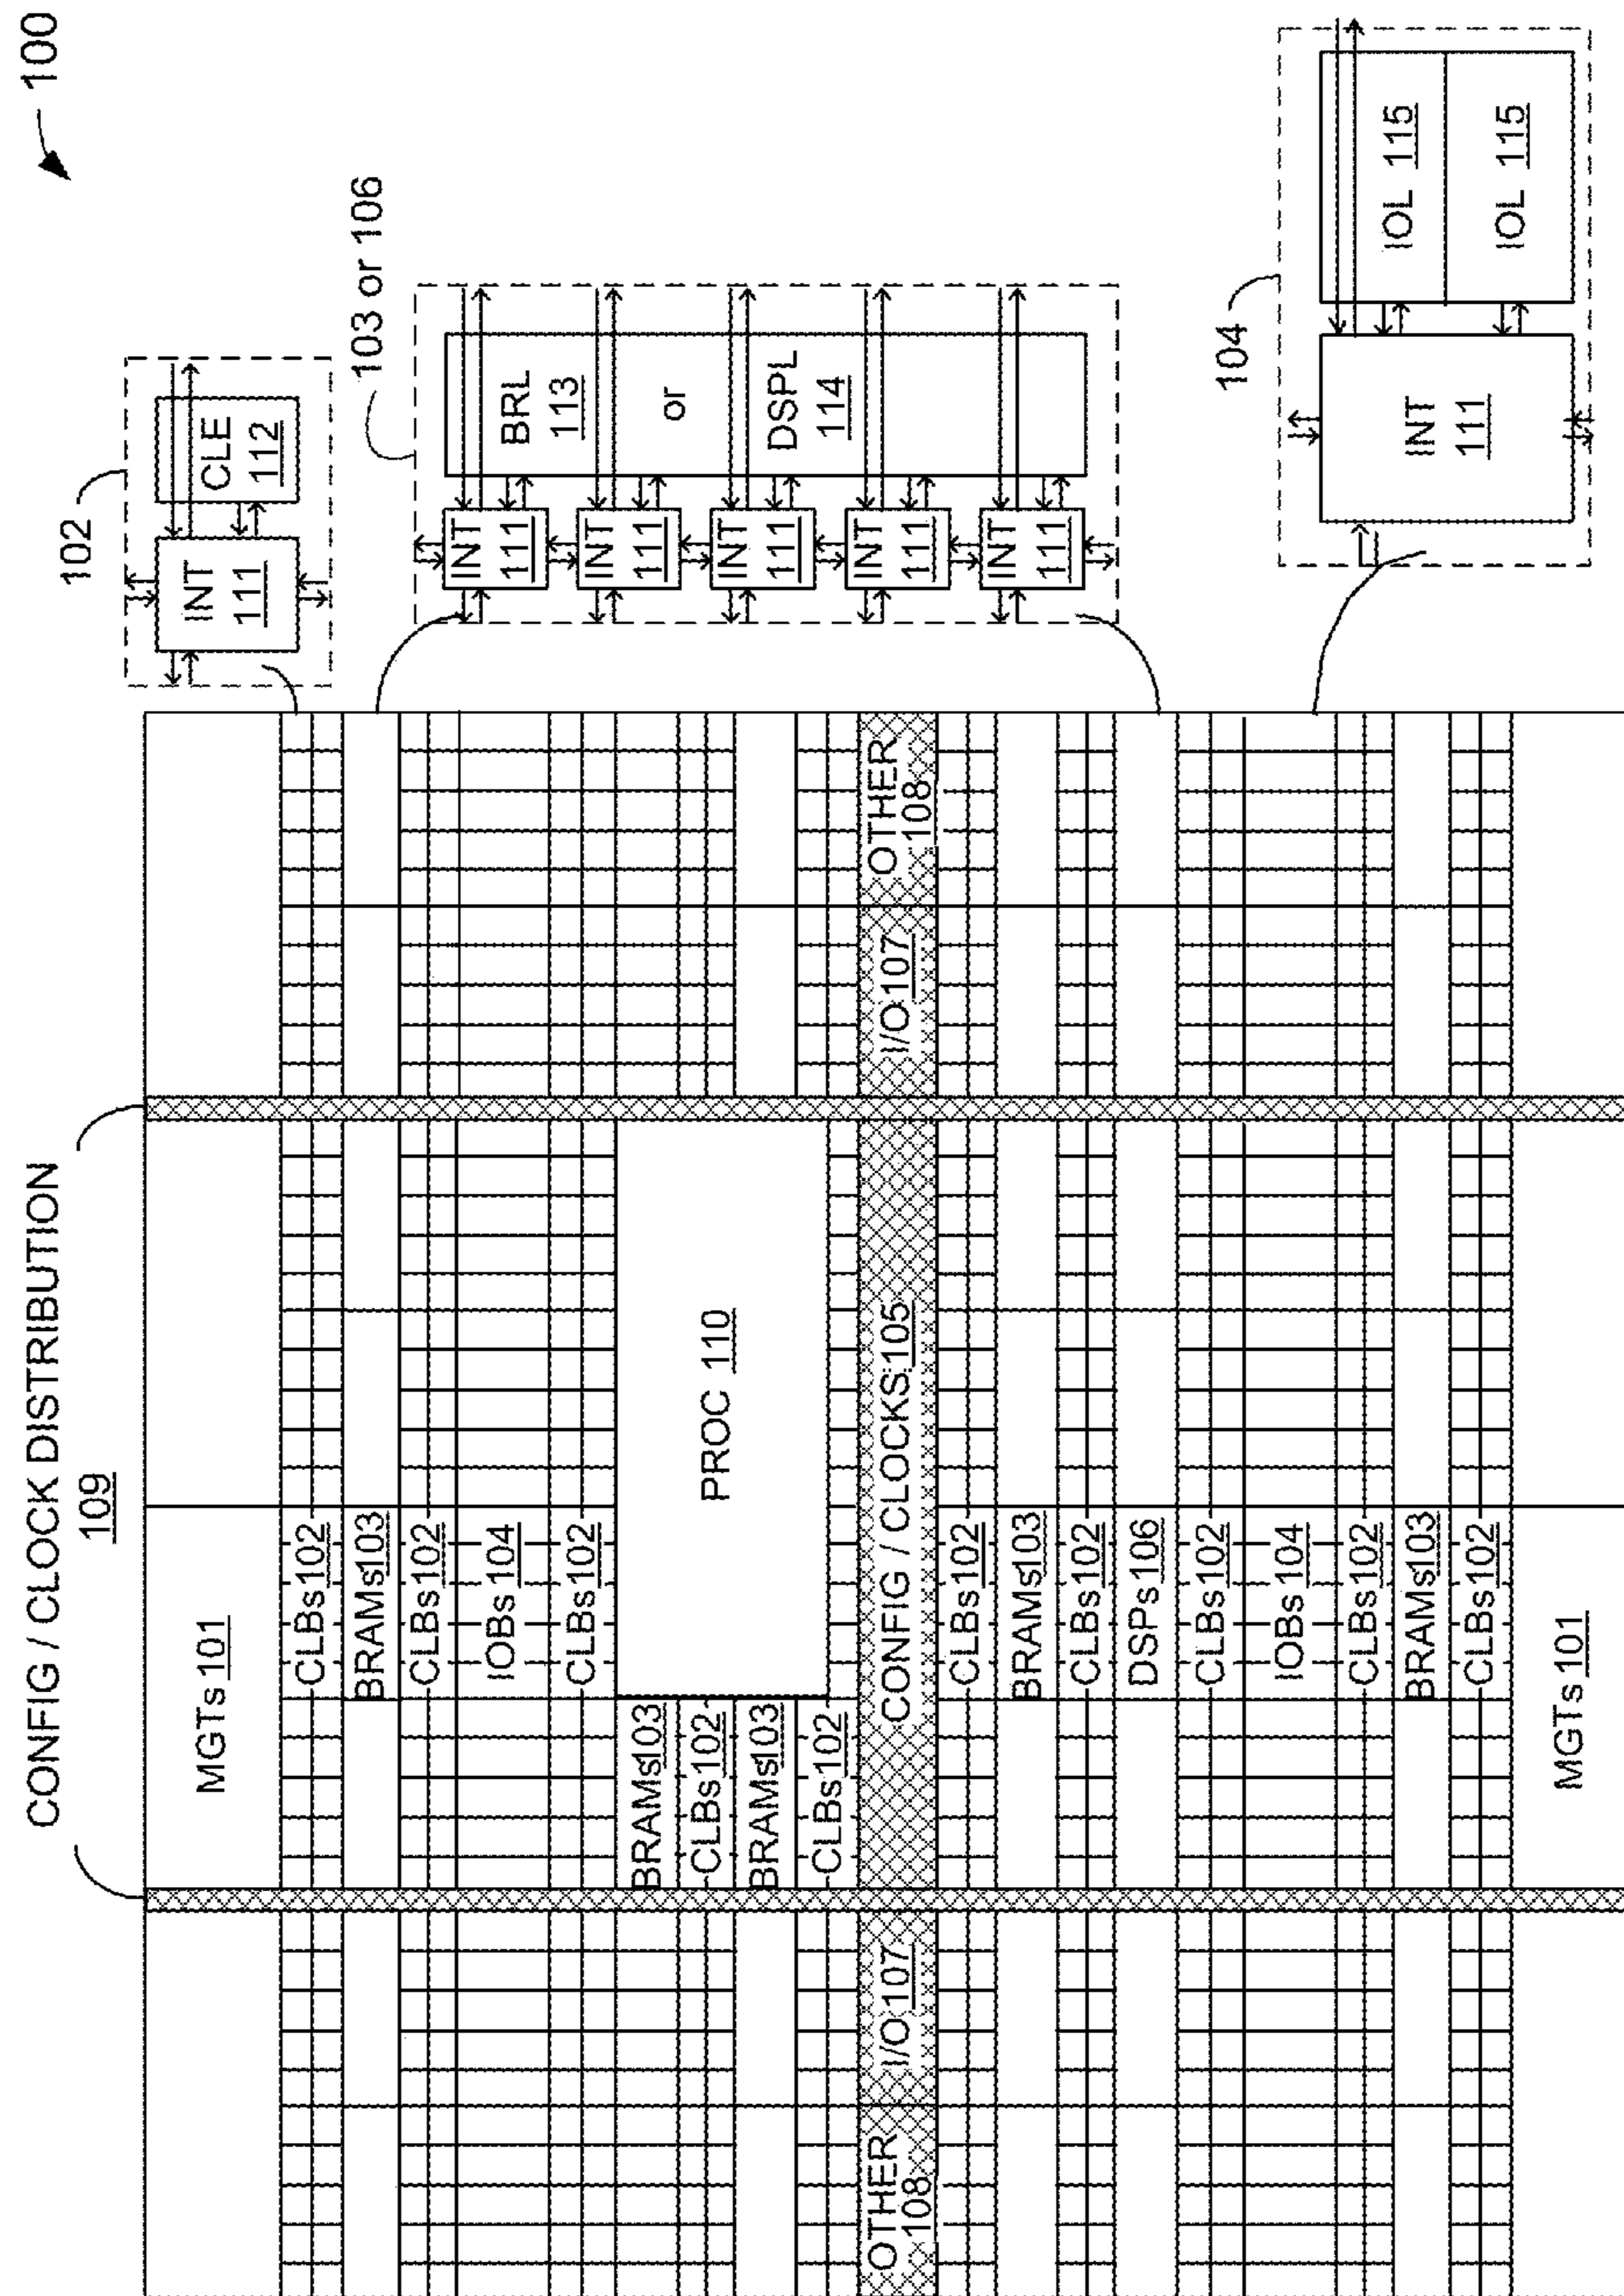 100
CONFIG / CLOCK DISTRIBUTION
109
102
INT
111
CLE
112
103 or 106
INT
111
INT
111
INT
111
INT
111
INT
111
BRL
113
or
DSPL
114
104
INT
111
IOL 115
IOL 115
MGTs 101
CLBs 102
BRAMs 103
CLBs 102
IOBs 104
CLBs 102
BRAMs 103
CLBs 102
BRAMs 103
CLBs 102
PROC 110
OTHER
108
I/O 107
CONFIG / CLOCKS 105
I/O 107
OTHER
108
CLBs 102
BRAMs 103
CLBs 102
DSPs 106
CLBs 102
IOBs 104
CLBs 102
BRAMs 103
CLBs 102
MGTs 101